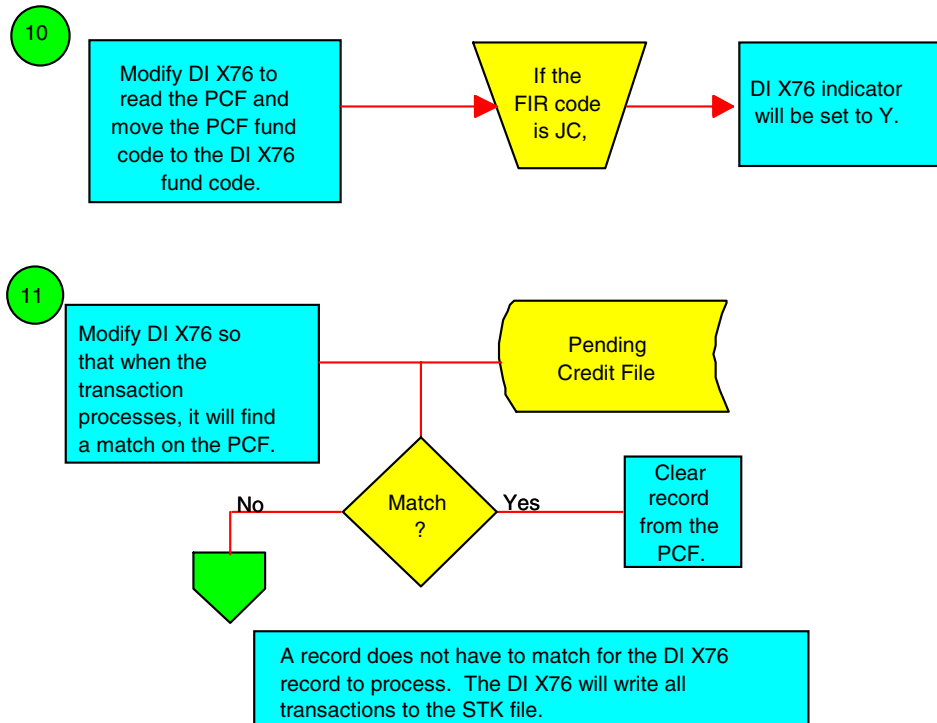 10
Modify DI X76 to
read the PCF and
move the PCF fund
code to the DI X76
fund code.
If the
FIR code
is JC,
DI X76 indicator
will be set to Y.
11
Modify DI X76 so
that when the
transaction
processes, it will find
a match on the PCF.
Pending
Credit File
No
Match
?
Yes
Clear
record
from the
PCF.
A record does not have to match for the DI X76
record to process.  The DI X76 will write all
transactions to the STK file.